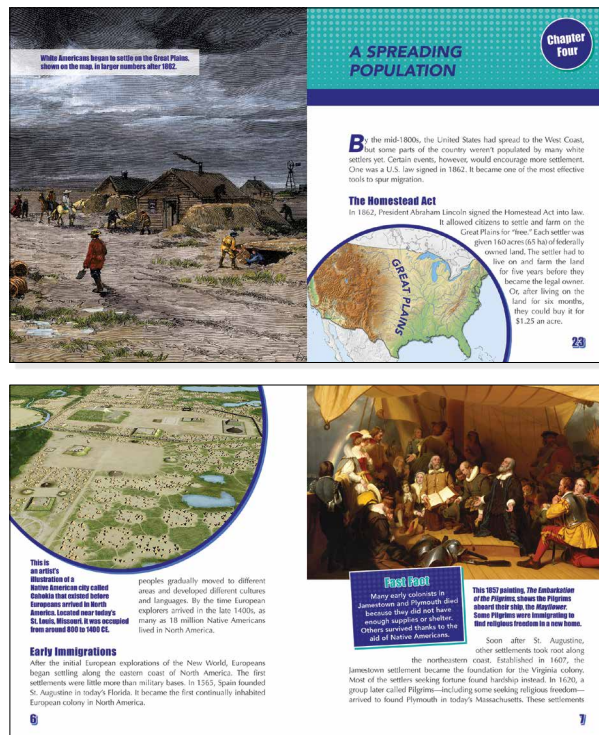 White Americans began to settle on the Great Plains,
shown on the map, in larger numbers after 1862.
A SPREADING
POPULATION
Chapter
Four
By the mid-1800s, the United States had spread to the West Coast,
but some parts of the country weren't populated by many white
settlers yet. Certain events, however, would encourage more settlement.
One was a U.S. law signed in 1862. It became one of the most effective
tools to spur migration.
The Homestead Act
In 1862, President Abraham Lincoln signed the Homestead Act into law.
It allowed citizens to settle and farm on the
Great Plains for "free." Each settler was
given 160 acres (65 ha) of federally
owned land. The settler had to
live on and farm the land
for five years before they
became the legal owner.
Or, after living on the
land for six months,
they could buy it for
$1.25 an acre.
GREAT PLAINS
23
This is
an artist's
illustration of a
Native American city called
Cahokia that existed before
Europeans arrived in North
America. Located near today's
St. Louis, Missouri, it was occupied
from around 800 to 1400 CE.
peoples gradually moved to different
areas and developed different cultures
and languages. By the time European
explorers arrived in the late 1400s, as
many as 18 million Native Americans
lived in North America.
Early Immigrations
After the initial European explorations of the New World, Europeans
began settling along the eastern coast of North America. The first
settlements were little more than military bases. In 1565, Spain founded
St. Augustine in today's Florida. It became the first continually inhabited
European colony in North America.
6
Fast Fact
Many early colonists in
Jamestown and Plymouth died
because they did not have
enough supplies or shelter.
Others survived thanks to the
aid of Native Americans.
This 1857 painting, The Embarkation
of the Pilgrims, shows the Pilgrims
aboard their ship, the Mayflower.
Some Pilgrims were immigrating to
find religious freedom in a new home.
Soon after St. Augustine,
other settlements took root along
the northeastern coast. Established in 1607, the
Jamestown settlement became the foundation for the Virginia colony.
Most of the settlers seeking fortune found hardship instead. In 1620, a
group later called Pilgrims—including some seeking religious freedom—
arrived to found Plymouth in today's Massachusetts. These settlements
7